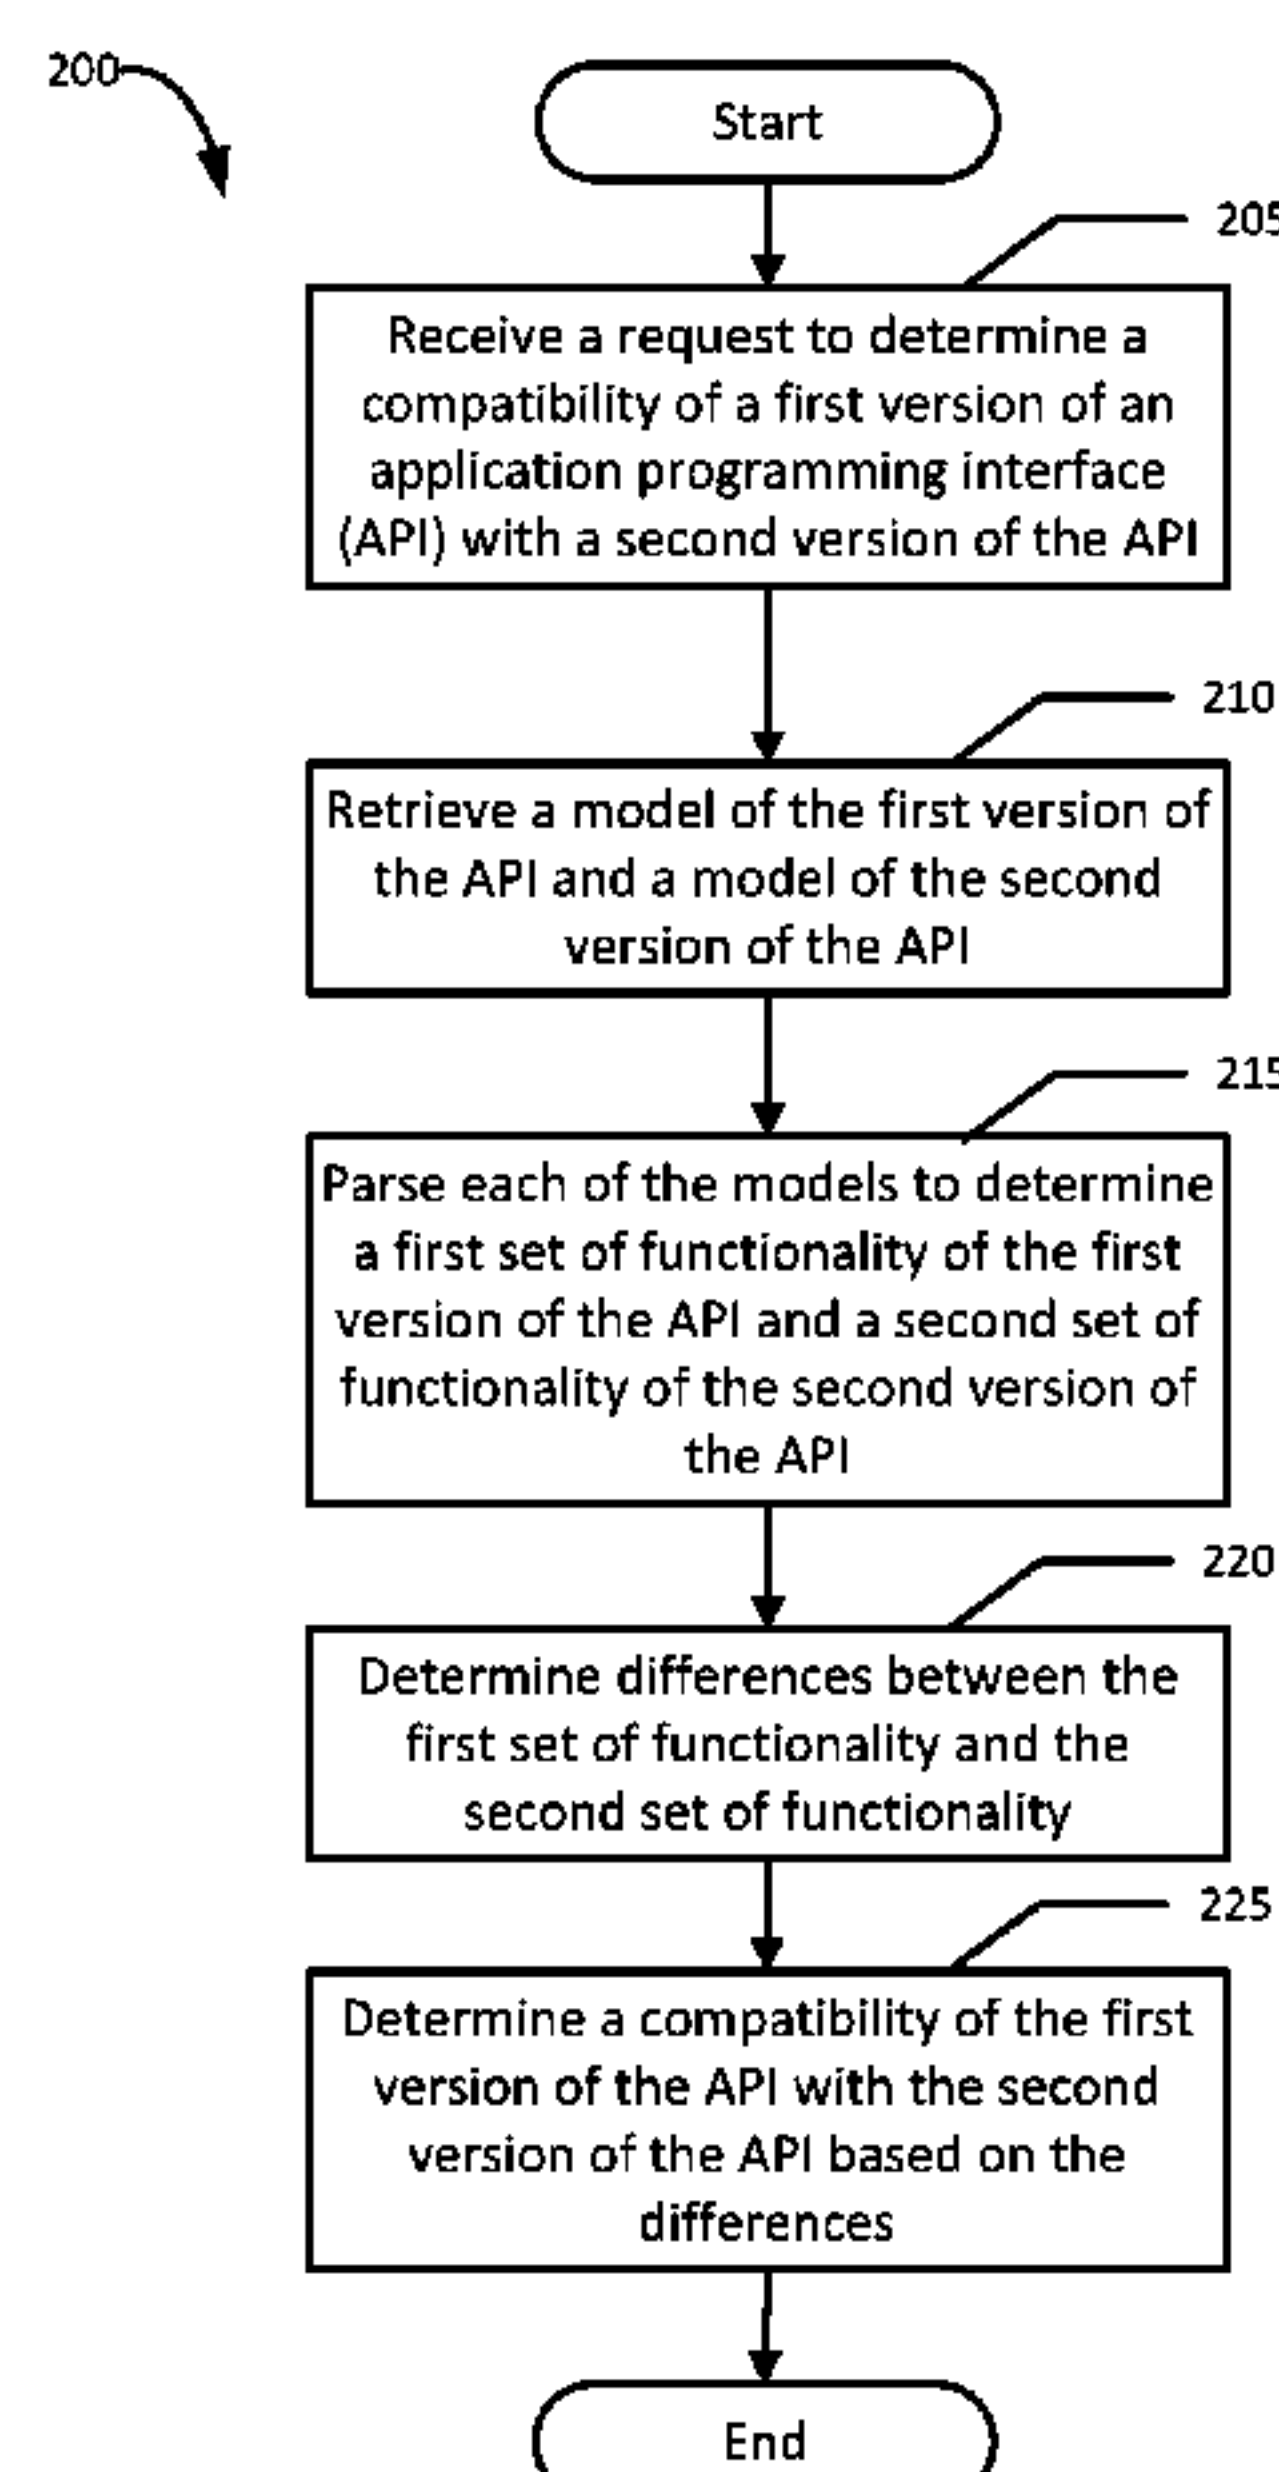 200
Start
205
Receive a request to determine a
compatibility of a first version of an
application programming interface
(API) with a second version of the API
210
Retrieve a model of the first version of
the API and a model of the second
version of the API
215
Parse each of the models to determine
a first set of functionality of the first
version of the API and a second set of
functionality of the second version of
the API
220
Determine differences between the
first set of functionality and the
second set of functionality
225
Determine a compatibility of the first
version of the API with the second
version of the API based on the
differences
End